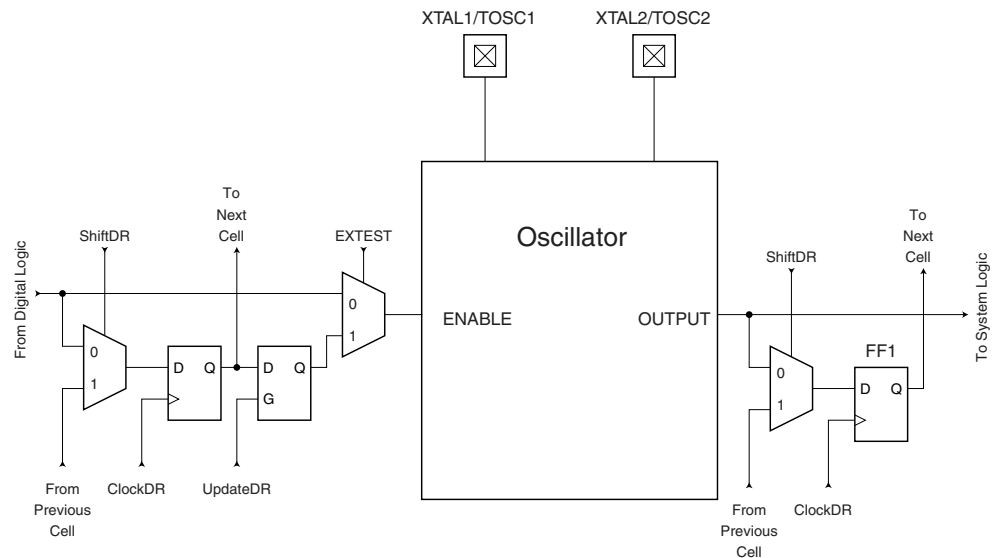 XTAL1/TOSC1
XTAL2/TOSC2
To
Next
Cell
ShiftDR
EXTEST
From Digital Logic
0
1
D
Q
D
Q
G
0
1
From
Previous
Cell
ClockDR
UpdateDR
Oscillator
ENABLE
OUTPUT
To
Next
Cell
ShiftDR
To System Logic
FF1
0
1
D
Q
From
Previous
Cell
ClockDR